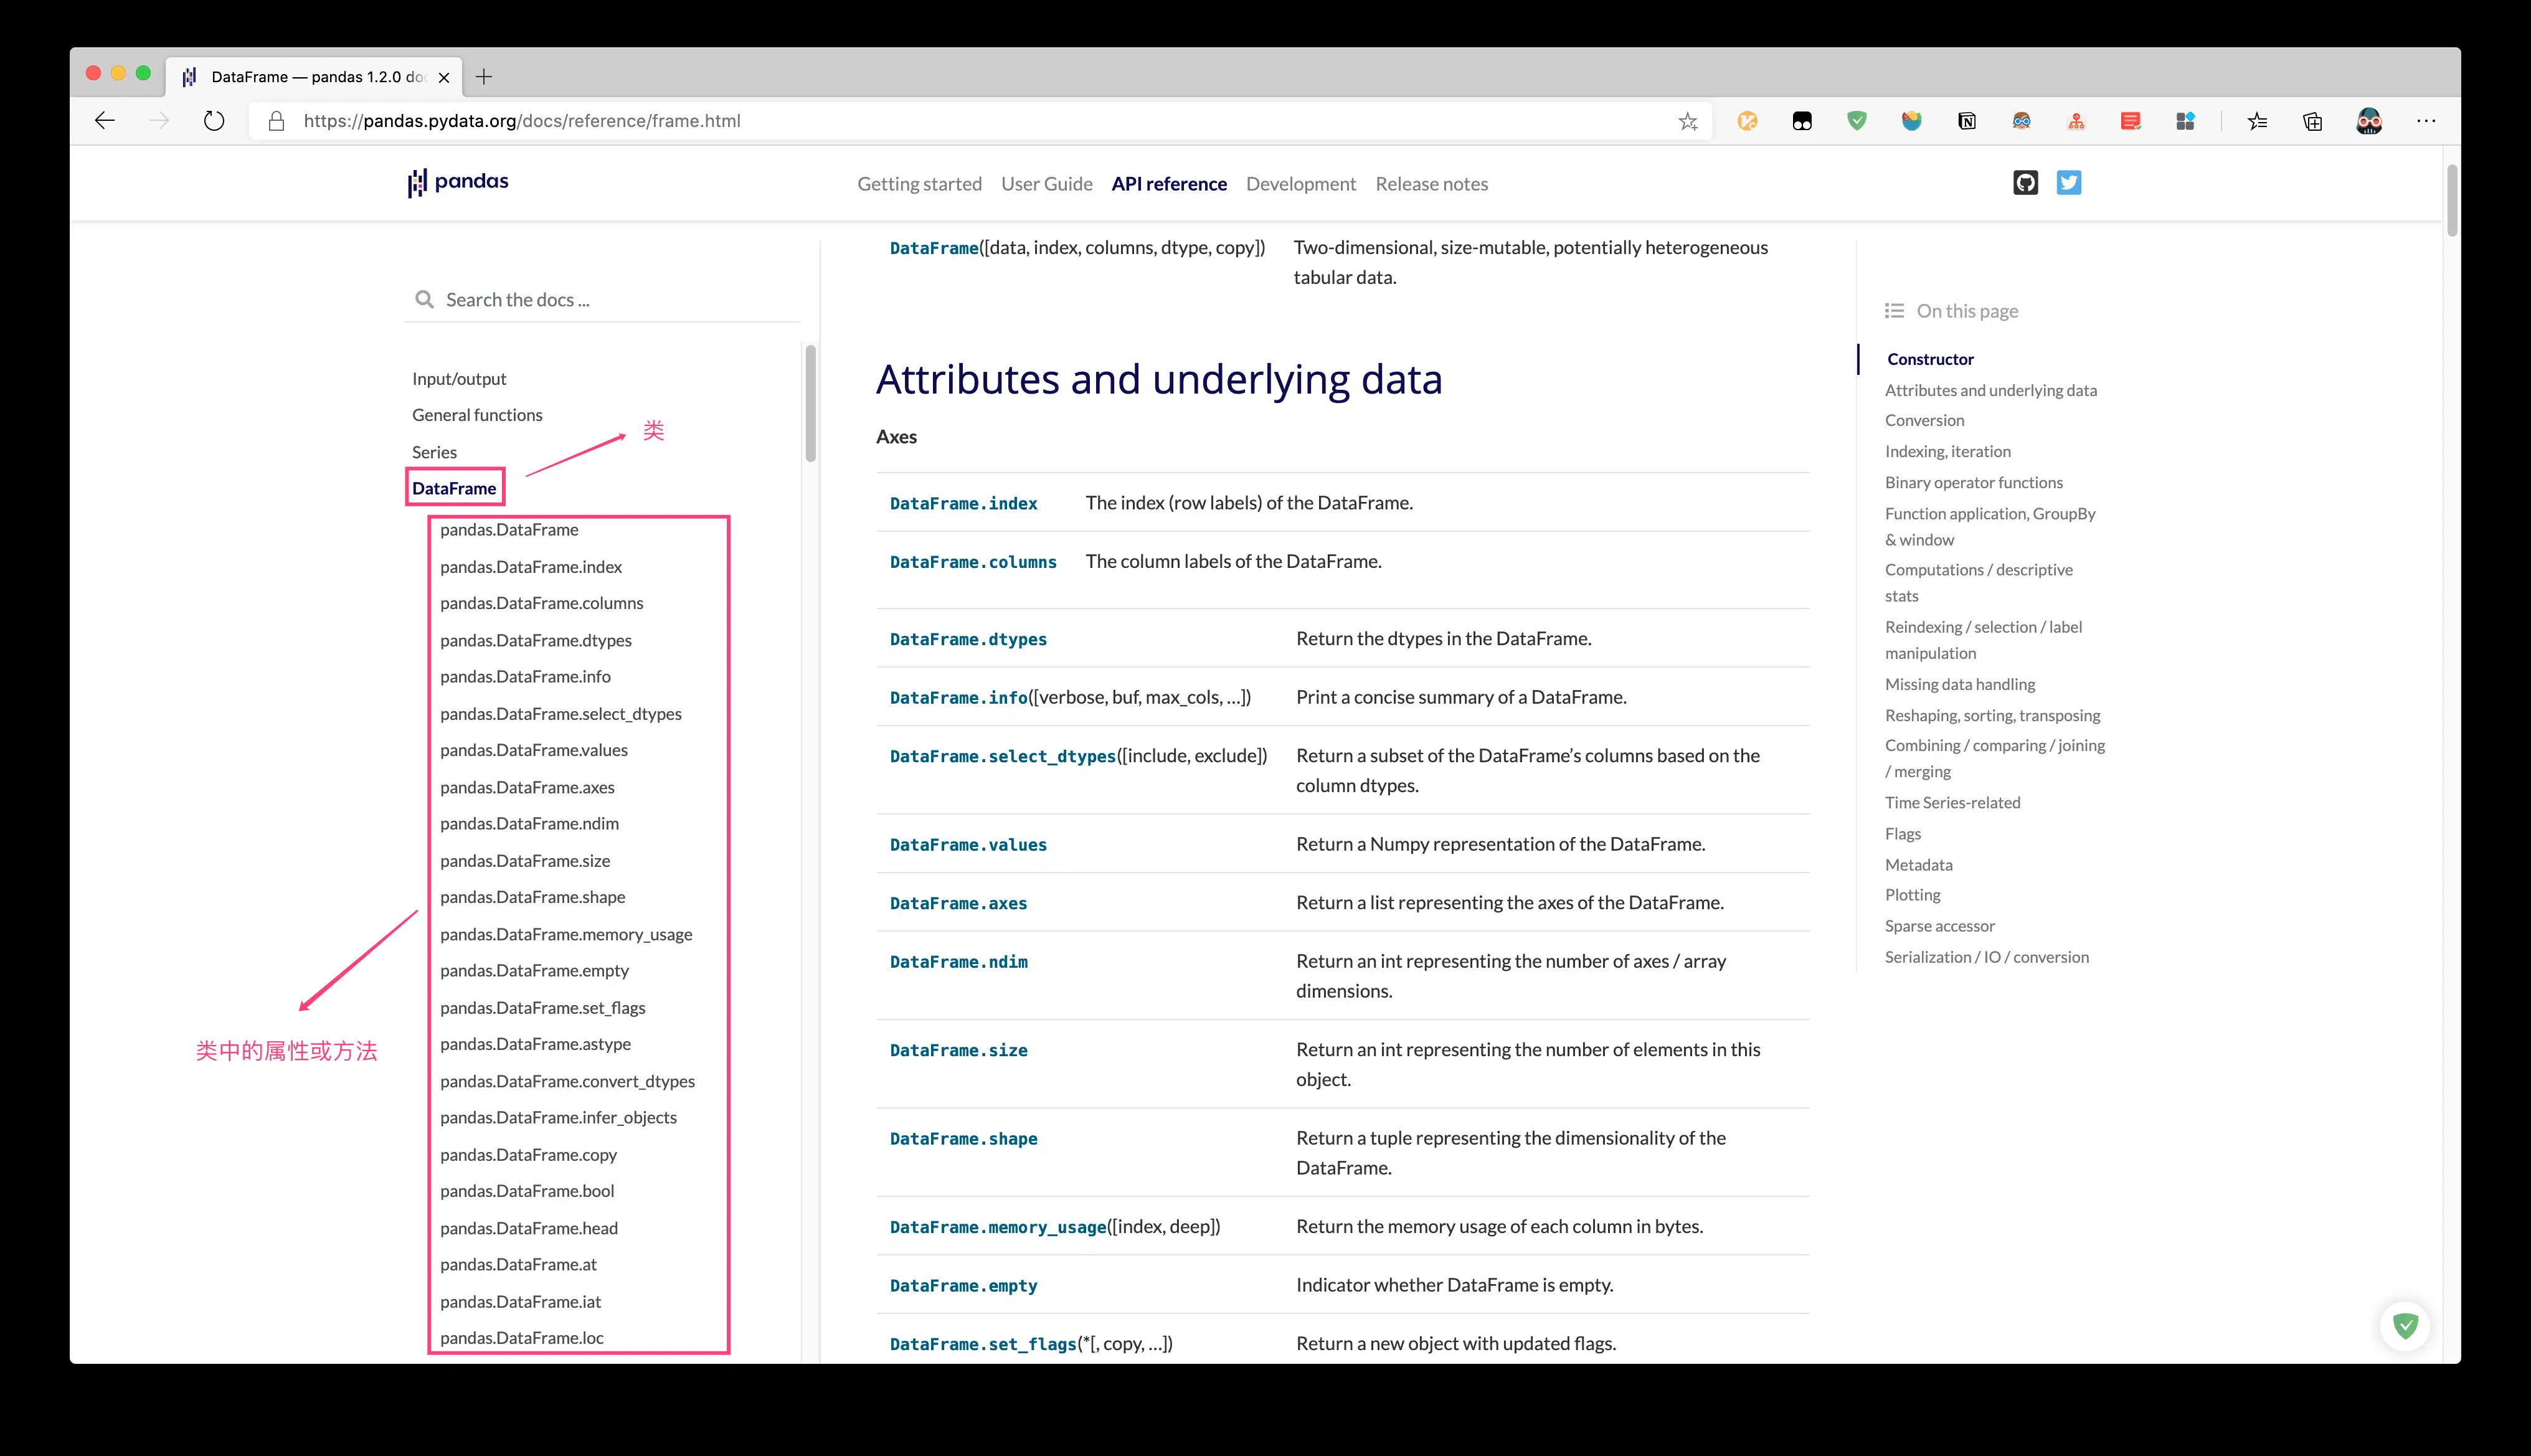 DataFrame — pandas 1.2.0 do
https://pandas.pydata.org/docs/reference/frame.html
pandas
Getting started
User Guide
API reference
Development
Release notes
Search the docs ...
Input/output
General functions
Series
DataFrame
类
pandas.DataFrame
pandas.DataFrame.index
pandas.DataFrame.columns
pandas.DataFrame.dtypes
pandas.DataFrame.info
pandas.DataFrame.select_dtypes
pandas.DataFrame.values
pandas.DataFrame.axes
pandas.DataFrame.ndim
pandas.DataFrame.size
pandas.DataFrame.shape
pandas.DataFrame.memory_usage
pandas.DataFrame.empty
pandas.DataFrame.set_flags
pandas.DataFrame.astype
pandas.DataFrame.convert_dtypes
pandas.DataFrame.infer_objects
pandas.DataFrame.copy
pandas.DataFrame.bool
pandas.DataFrame.head
pandas.DataFrame.at
pandas.DataFrame.iat
pandas.DataFrame.loc
类中的属性或方法
DataFrame([data, index, columns, dtype, copy])
Two-dimensional, size-mutable, potentially heterogeneous
tabular data.
Attributes and underlying data
Axes
DataFrame.index
The index (row labels) of the DataFrame.
DataFrame.columns
The column labels of the DataFrame.
DataFrame.dtypes
Return the dtypes in the DataFrame.
DataFrame.info([verbose, buf, max_cols, …])
Print a concise summary of a DataFrame.
DataFrame.select_dtypes([include, exclude])
Return a subset of the DataFrame’s columns based on the
column dtypes.
DataFrame.values
Return a Numpy representation of the DataFrame.
DataFrame.axes
Return a list representing the axes of the DataFrame.
DataFrame.ndim
Return an int representing the number of axes / array
dimensions.
DataFrame.size
Return an int representing the number of elements in this
object.
DataFrame.shape
Return a tuple representing the dimensionality of the
DataFrame.
DataFrame.memory_usage([index, deep])
Return the memory usage of each column in bytes.
DataFrame.empty
Indicator whether DataFrame is empty.
DataFrame.set_flags(*[, copy, …])
Return a new object with updated flags.
On this page
Constructor
Attributes and underlying data
Conversion
Indexing, iteration
Binary operator functions
Function application, GroupBy
& window
Computations / descriptive
stats
Reindexing / selection / label
manipulation
Missing data handling
Reshaping, sorting, transposing
Combining / comparing / joining
/ merging
Time Series-related
Flags
Metadata
Plotting
Sparse accessor
Serialization / IO / conversion